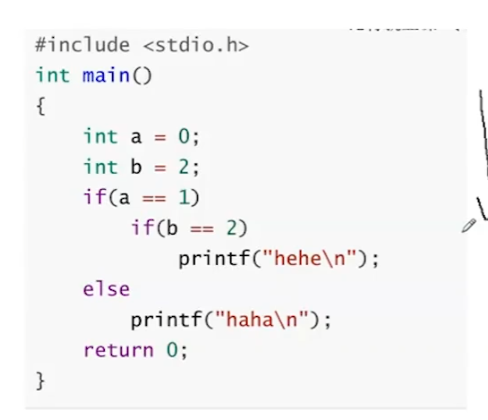 #include <stdio.h>
int main()
{
    int a = 0;
    int b = 2;
    if(a == 1)
        if(b == 2)
            printf("hehe\n");
    else
        printf("haha\n");
    return 0;
}